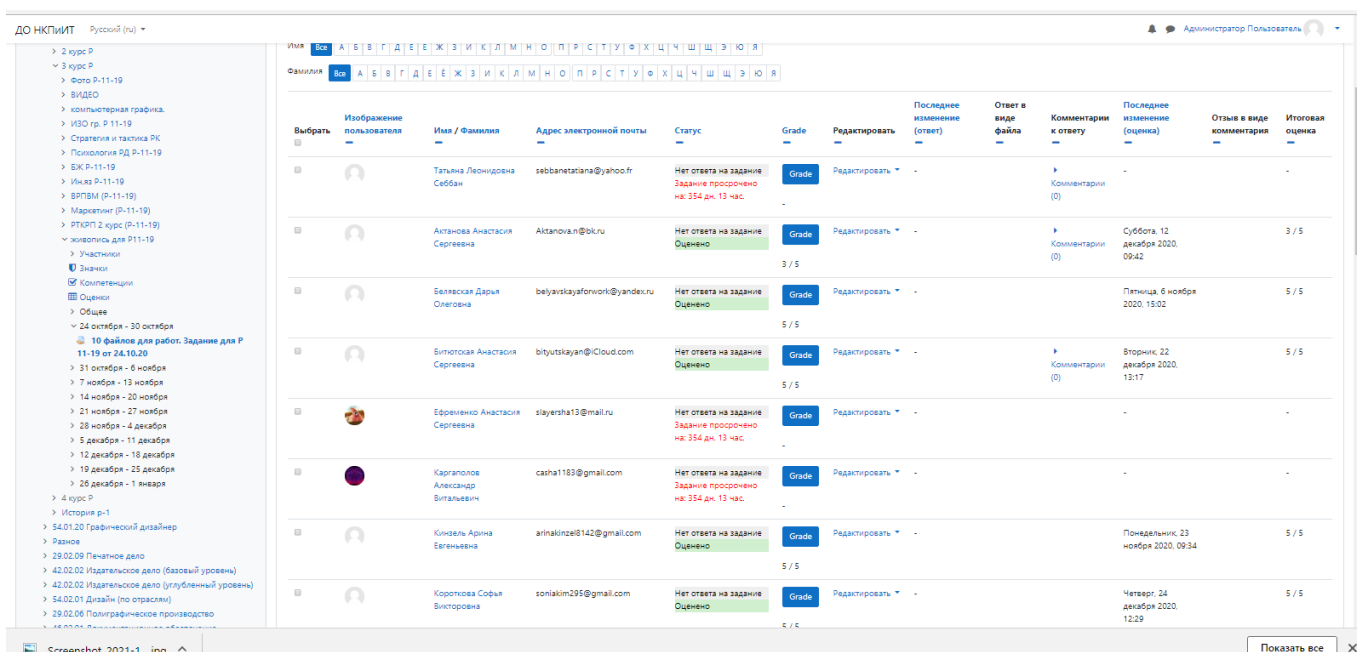 ДО НКПиИТ Русский (ru)
Администратор Пользователь
2 курс Р
3 курс Р
Фото Р-11-19
ВИДЕО
компьютерная графика.
ИЗО гр. Р 11-19
Стратегия и тактика РК
Психология РД Р-11-19
БЖ Р-11-19
Ин.яз Р-11-19
ВРПВМ (Р-11-19)
Маркетинг (Р-11-19)
РТКРП 2 курс (Р-11-19)
живопись для Р11-19
Участники
Значки
Компетенции
Оценки
Общее
24 октября - 30 октября
10 файлов для работ. Задание для Р
11-19 от 24.10.20
31 октября - 6 ноября
7 ноября - 13 ноября
14 ноября - 20 ноября
21 ноября - 27 ноября
28 ноября - 4 декабря
5 декабря - 11 декабря
12 декабря - 18 декабря
19 декабря - 25 декабря
26 декабря - 1 января
4 курс Р
История р-1
54.01.20 Графический дизайнер
Разное
29.02.09 Печатное дело
42.02.02 Издательское дело (базовый уровень)
42.02.02 Издательское дело (углубленный уровень)
54.02.01 Дизайн (по отраслям)
29.02.06 Полиграфическое производство
Имя Все А Б В Г Д Е Ё Ж З И К Л М Н О П Р С Т У Ф Х Ц Ч Ш Щ Э Ю Я
Фамилия Все А Б В Г Д Е Ё Ж З И К Л М Н О П Р С Т У Ф Х Ц Ч Ш Щ Э Ю Я
Выбрать
Изображение
пользователя
Имя / Фамилия
Адрес электронной почты
Статус
Grade
Редактировать
Последнее
изменение
(ответ)
Ответ в
виде
файла
Комментарии
к ответу
Последнее
изменение
(оценка)
Отзыв в виде
комментария
Итоговая
оценка
Татьяна Леонидовна
Себбан
sebbanetatiana@yahoo.fr
Нет ответа на задание
Задание просрочено
на: 354 дн. 13 час.
Grade
-
Редактировать
-
Комментарии
(0)
-
-
Актанова Анастасия
Сергеевна
Aktanova.n@bk.ru
Нет ответа на задание
Оценено
Grade
3 / 5
Редактировать
-
Комментарии
(0)
Суббота, 12
декабря 2020,
09:42
3 / 5
Белявская Дарья
Олеговна
belyavskayaforwork@yandex.ru
Нет ответа на задание
Оценено
Grade
5 / 5
Редактировать
-
Пятница, 6 ноября
2020, 15:02
5 / 5
Битютская Анастасия
Сергеевна
bityutskayan@iCloud.com
Нет ответа на задание
Оценено
Grade
5 / 5
Редактировать
-
Комментарии
(0)
Вторник, 22
декабря 2020,
13:17
5 / 5
Ефременко Анастасия
Сергеевна
slayersha13@mail.ru
Нет ответа на задание
Задание просрочено
на: 354 дн. 13 час.
Grade
-
Редактировать
-
-
-
Каргаполов
Александр
Витальевич
casha1183@gmail.com
Нет ответа на задание
Задание просрочено
на: 354 дн. 13 час.
Grade
-
Редактировать
-
-
-
Кинзель Арина
Евгеньевна
arinakinzel8142@gmail.com
Нет ответа на задание
Оценено
Grade
5 / 5
Редактировать
-
Понедельник, 23
ноября 2020, 09:34
5 / 5
Короткова Софья
Викторовна
soniakim295@gmail.com
Нет ответа на задание
Оценено
Grade
5 / 5
Редактировать
-
Четверг, 24
декабря 2020,
12:29
5 / 5
Screenshot_2021-1....jpg
Показать все